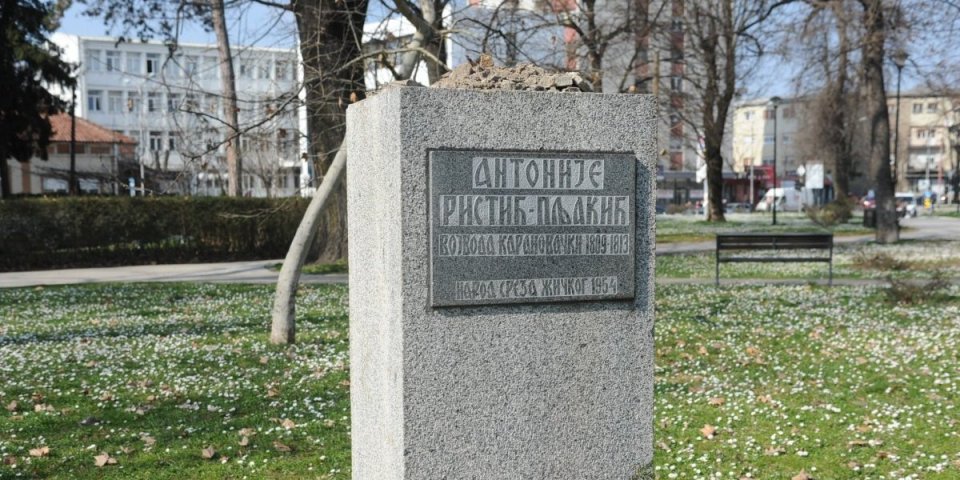 АНТОНИЈЕ
РИСТИЋ-ПЉАКИЋ
ВОЈВОДА КАРАНОВАЧКИ 1809-1813
НАРОД СРЕЗА ЖИЧКОГ 1954